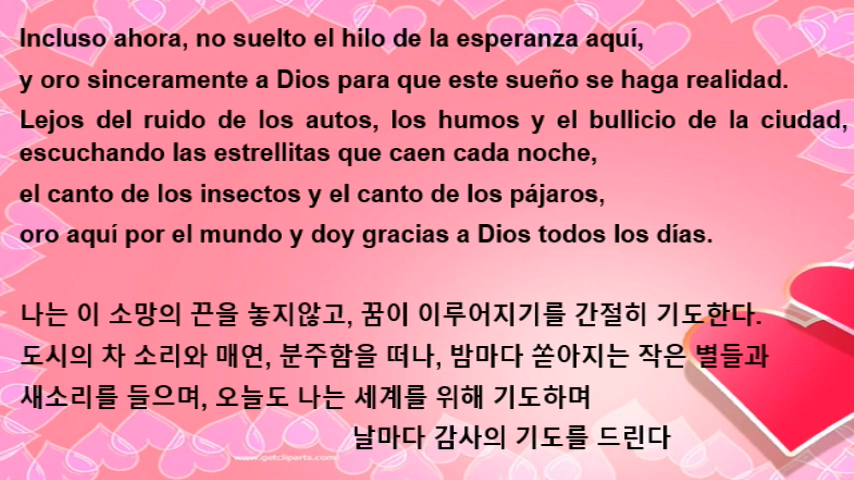 Incluso ahora, no suelto el hilo de la esperanza aquí,
y oro sinceramente a Dios para que este sueño se haga realidad.
Lejos del ruido de los autos, los humos y el bullicio de la ciudad,
escuchando las estrellitas que caen cada noche,
el canto de los insectos y el canto de los pájaros,
oro aquí por el mundo y doy gracias a Dios todos los días.
나는 이 소망의 끈을 놓지않고, 꿈이 이루어지기를 간절히 기도한다.
도시의 차 소리와 매연, 분주함을 떠나, 밤마다 쏟아지는 작은 별들과
새소리를 들으며, 오늘도 나는 세계를 위해 기도하며
날마다 감사의 기도를 드린다
www.getcliparts.com